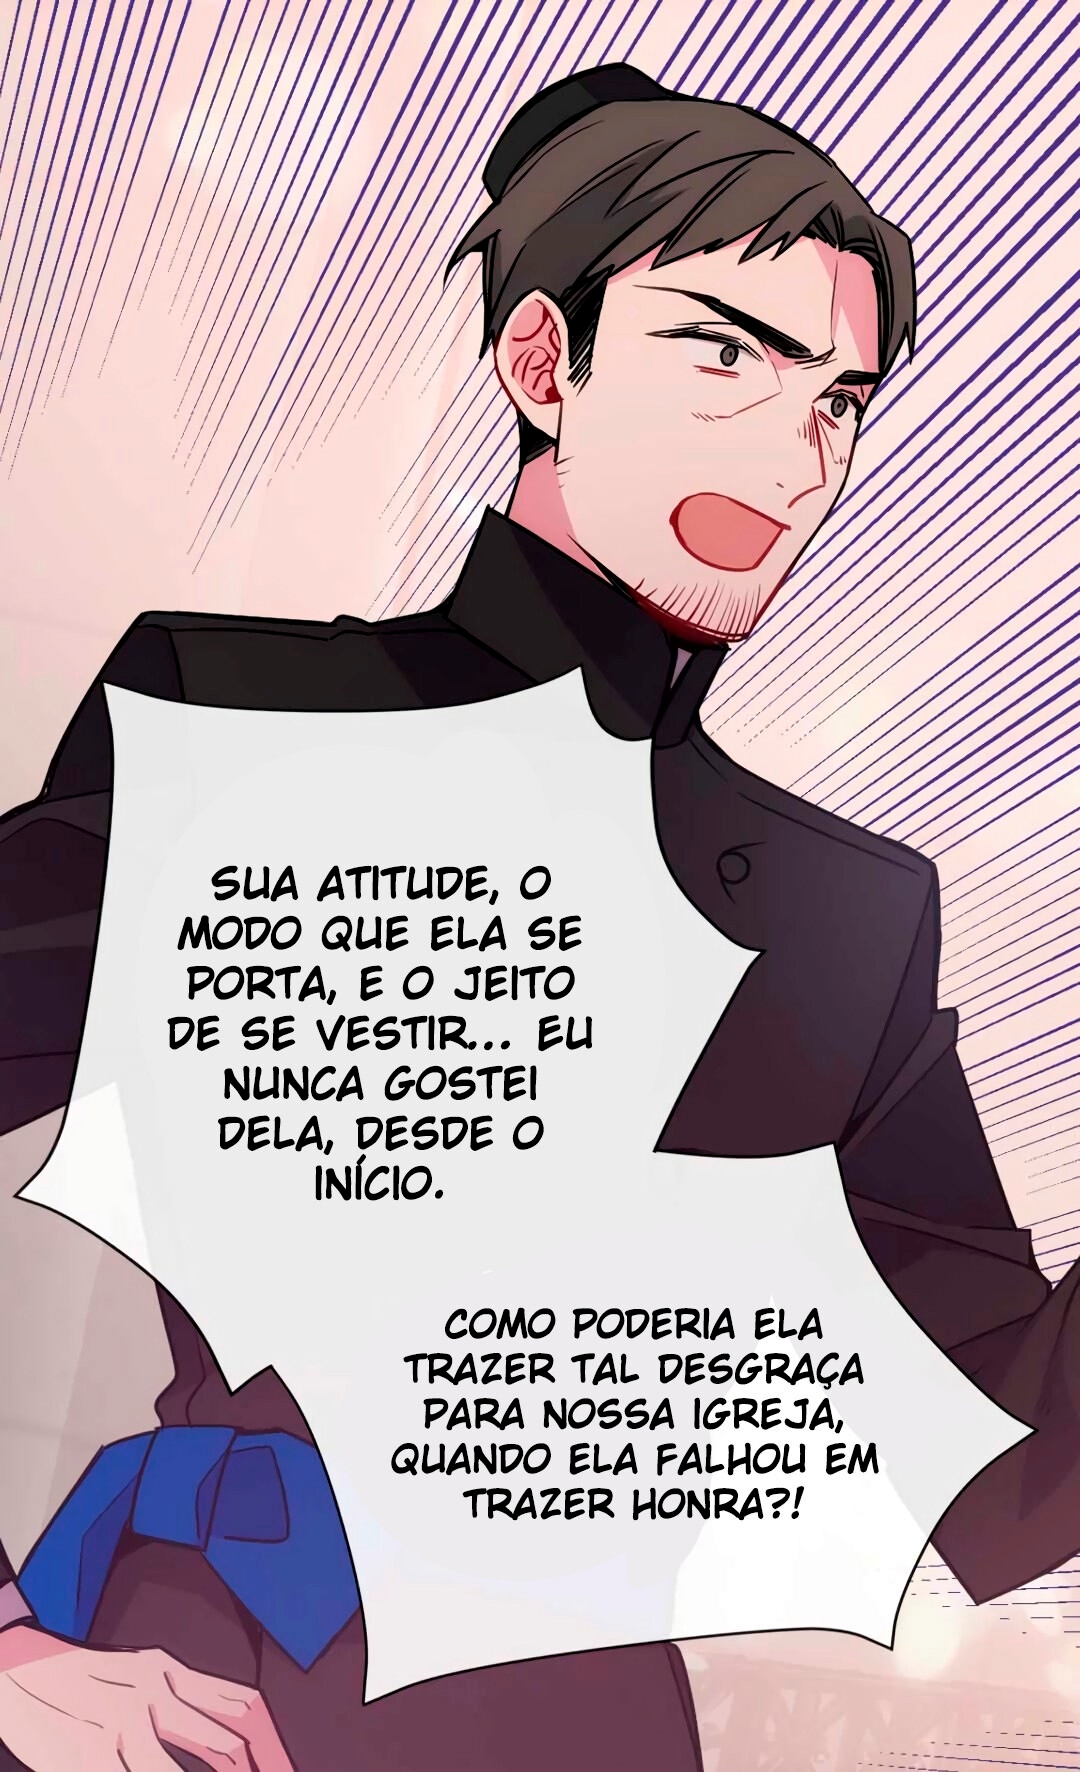 SUA ATITUDE, O
MODO QUE ELA SE
PORTA, E O JEITO
DE SE VESTIR... EU
NUNCA GOSTEI
DELA, DESDE O
INÍCIO.
COMO PODERIA ELA
TRAZER TAL DESGRAÇA
PARA NOSSA IGREJA,
QUANDO ELA FALHOU EM
TRAZER HONRA?!